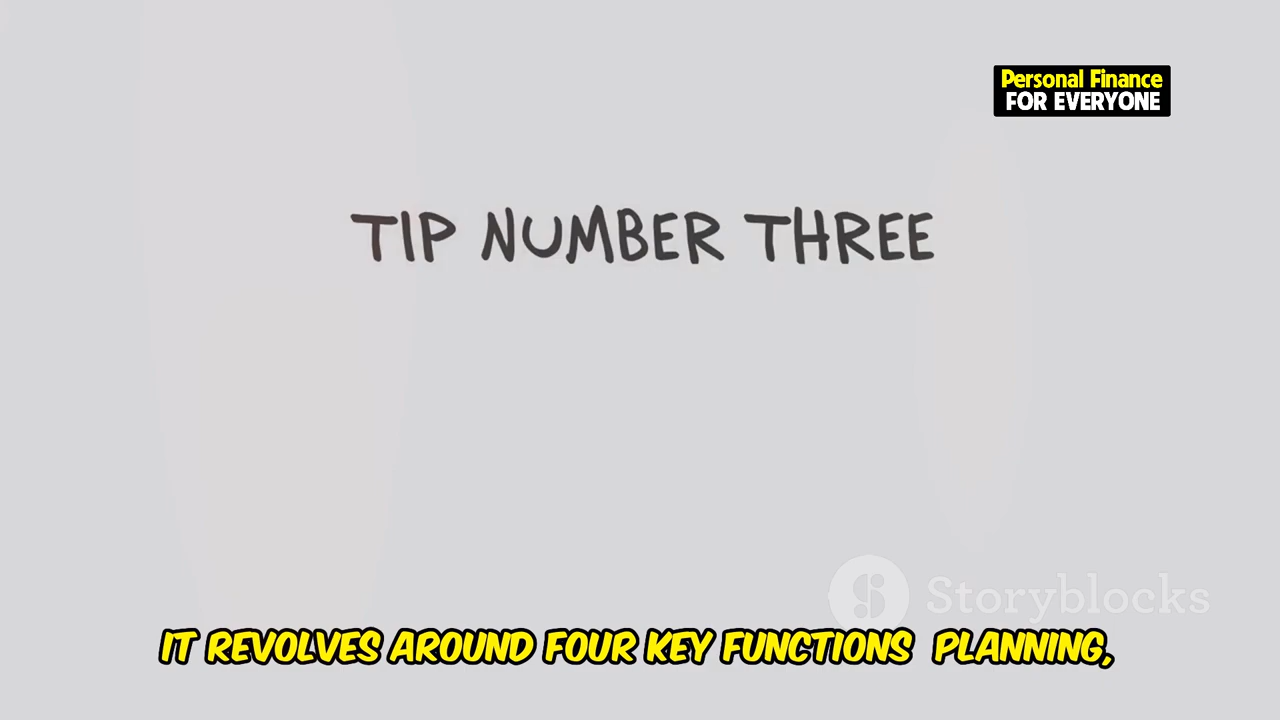 Personal Finance
FOR EVERYONE
TIP NUMBER THREE
Storyblocks
IT REVOLVES AROUND FOUR KEY FUNCTIONS PLANNING,